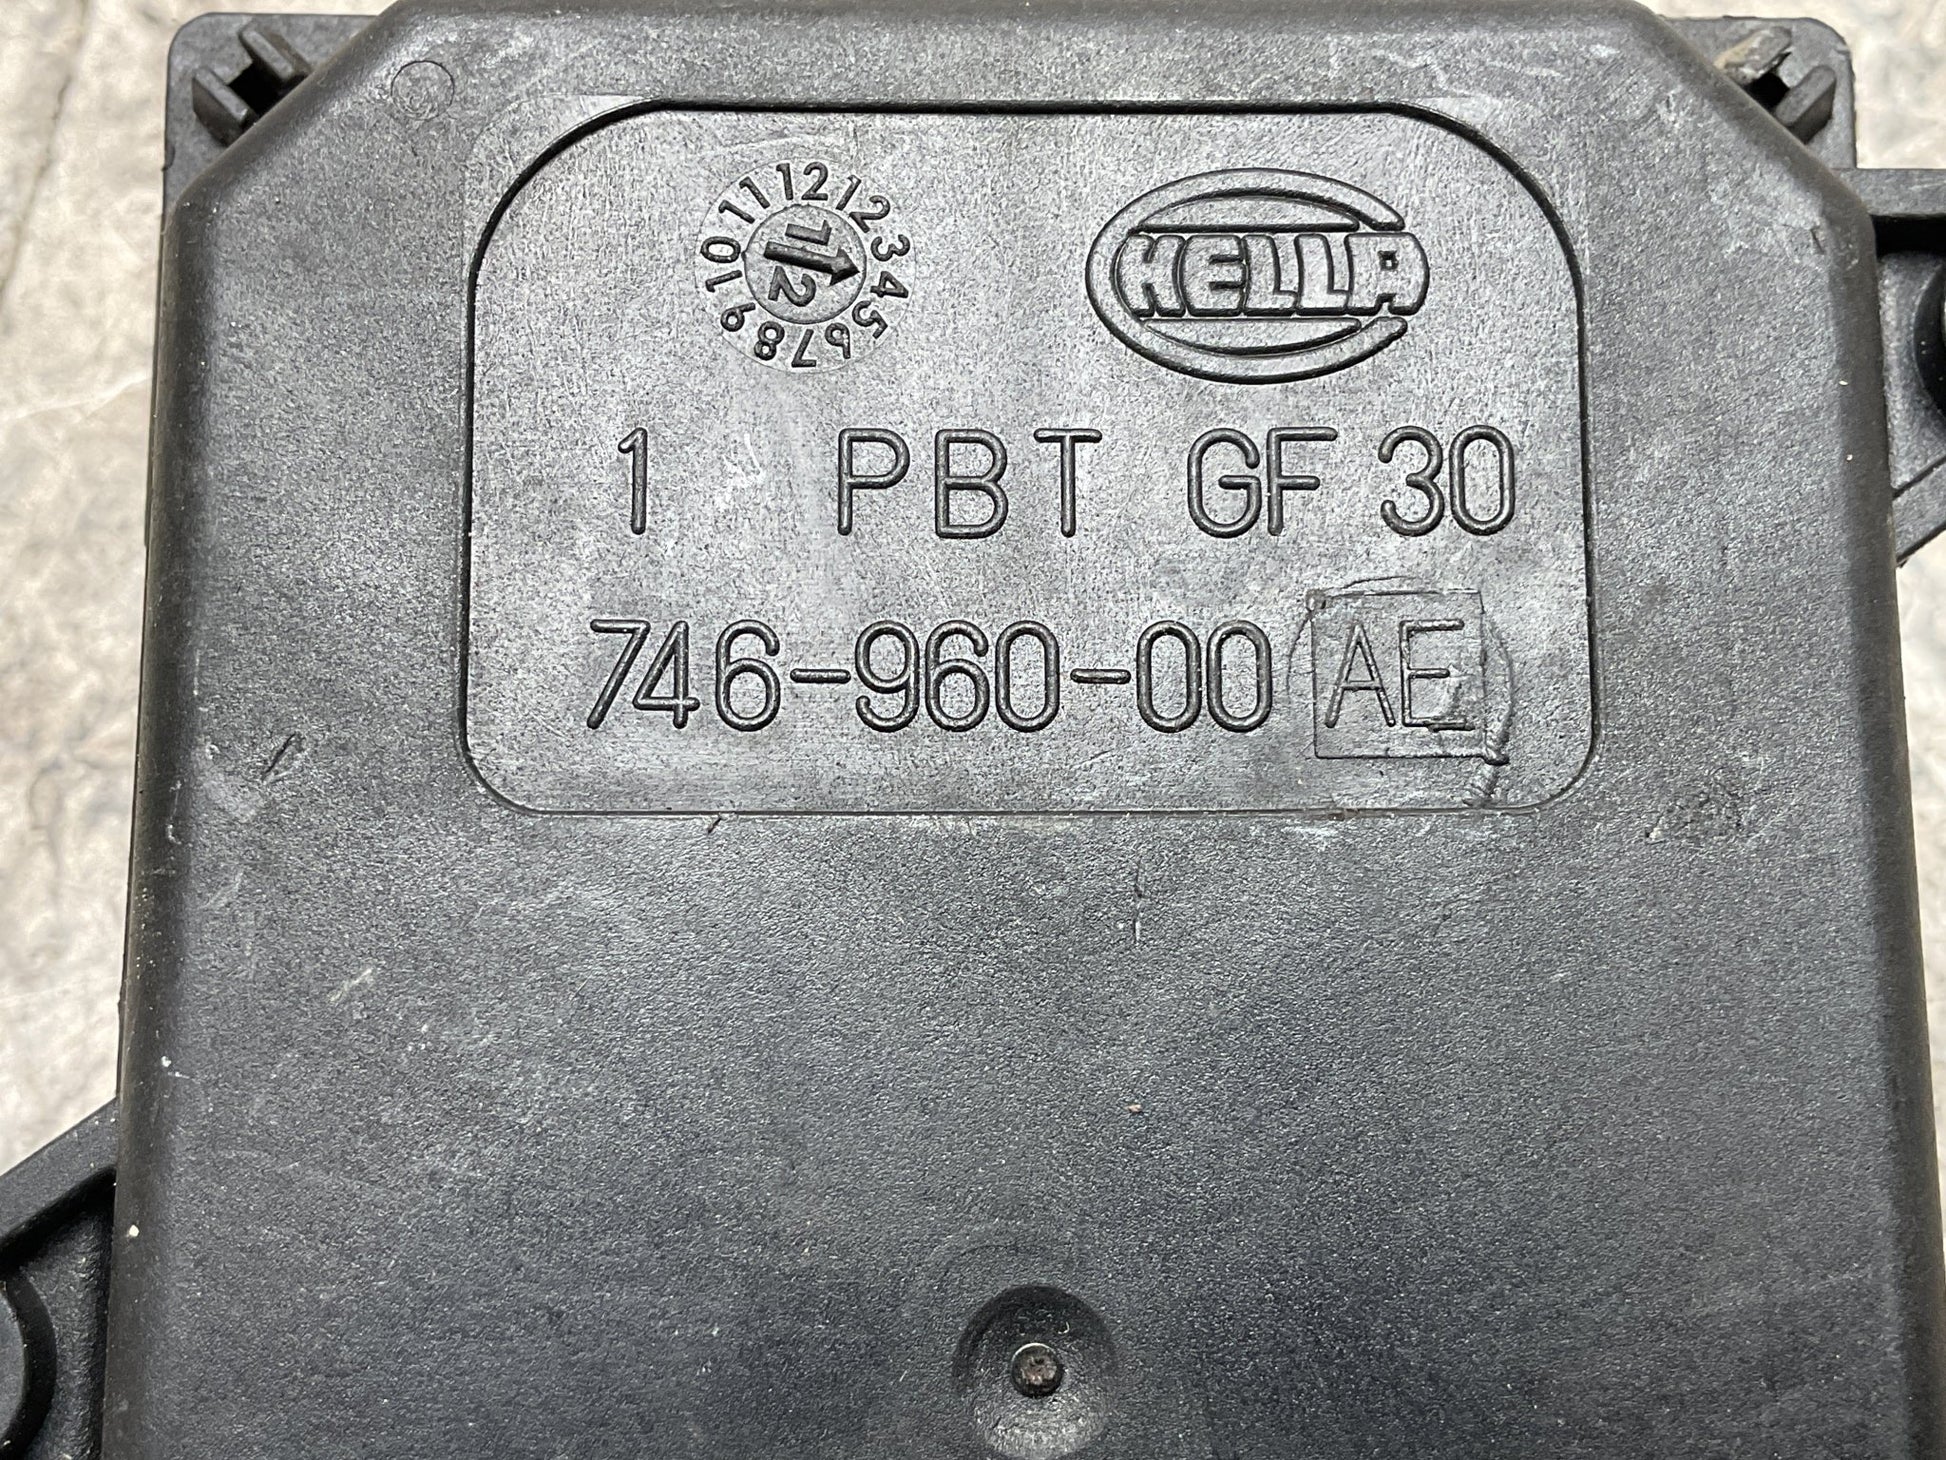 12 1 2 3 4 5 6 7 8 9 10 11
12
HELLA
1 PBT GF 30
746-960-00 AE